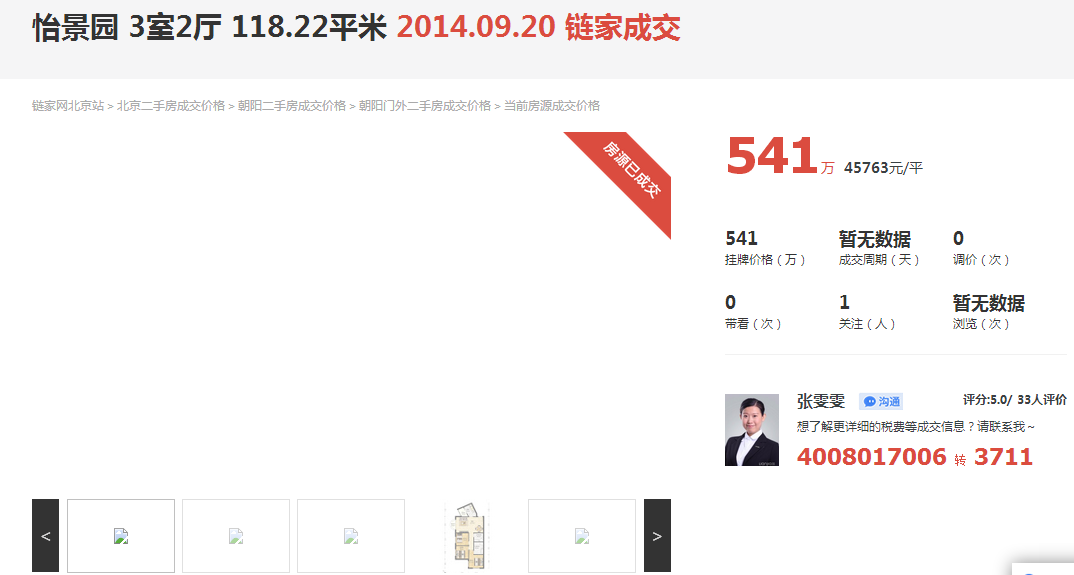 怡景园 3室2厅 118.22平米 2014.09.20 链家成交
链家网北京站 > 北京二手房成交价格 > 朝阳二手房成交价格 > 朝阳门外二手房成交价格 > 当前房源成交价格
房源已成交
541万 45763元/平
541 暂无数据 0
挂牌价格（万） 成交周期（天） 调价（次）
0 1 暂无数据
带看（次） 关注（人） 浏览（次）
张雯雯 沟通 评分:5.0/ 33人评价
想了解更详细的税费等成交信息？请联系我～
4008017006 转 3711
< >